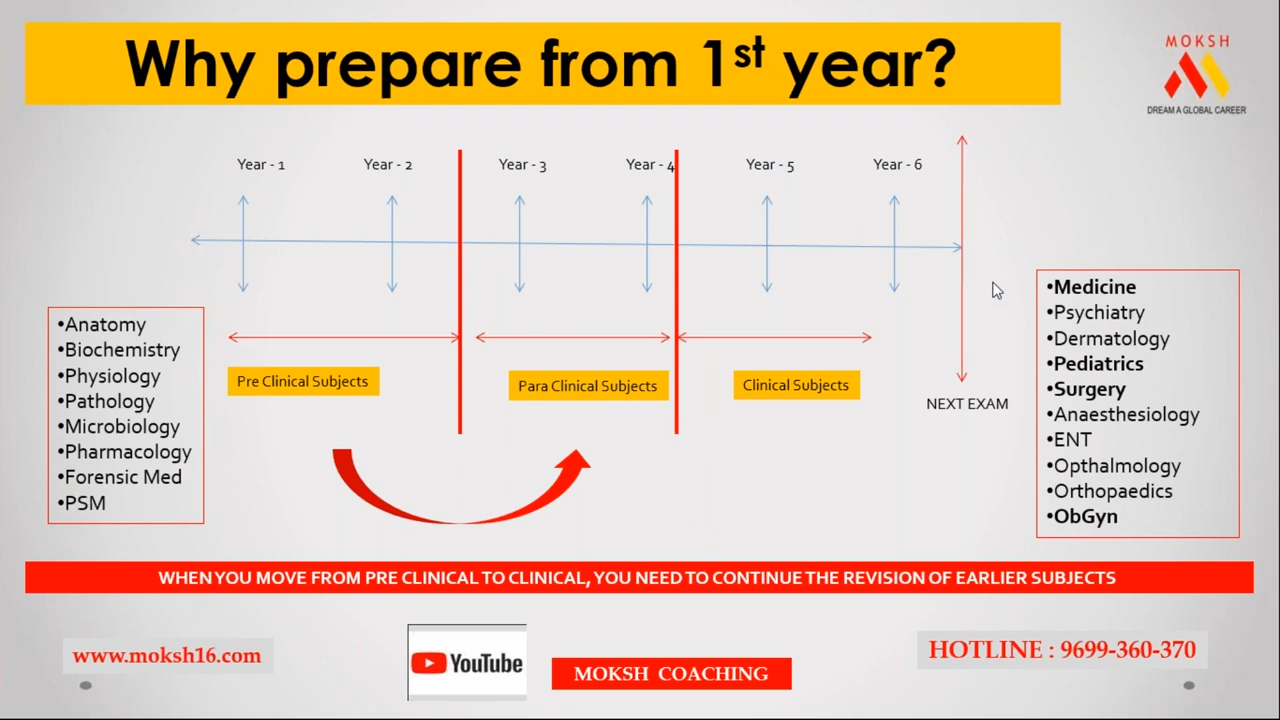 Why prepare from 1st year?
MOKSH
DREAM A GLOBAL CAREER
Year - 1
Year - 2
Year - 3
Year - 4
Year - 5
Year - 6
•Anatomy
•Biochemistry
•Physiology
•Pathology
•Microbiology
•Pharmacology
•Forensic Med
•PSM
Pre Clinical Subjects
Para Clinical Subjects
Clinical Subjects
NEXT EXAM
•Medicine
•Psychiatry
•Dermatology
•Pediatrics
•Surgery
•Anaesthesiology
•ENT
•Opthalmology
•Orthopaedics
•ObGyn
WHEN YOU MOVE FROM PRE CLINICAL TO CLINICAL, YOU NEED TO CONTINUE THE REVISION OF EARLIER SUBJECTS
www.moksh16.com
YouTube
MOKSH COACHING
HOTLINE : 9699-360-370